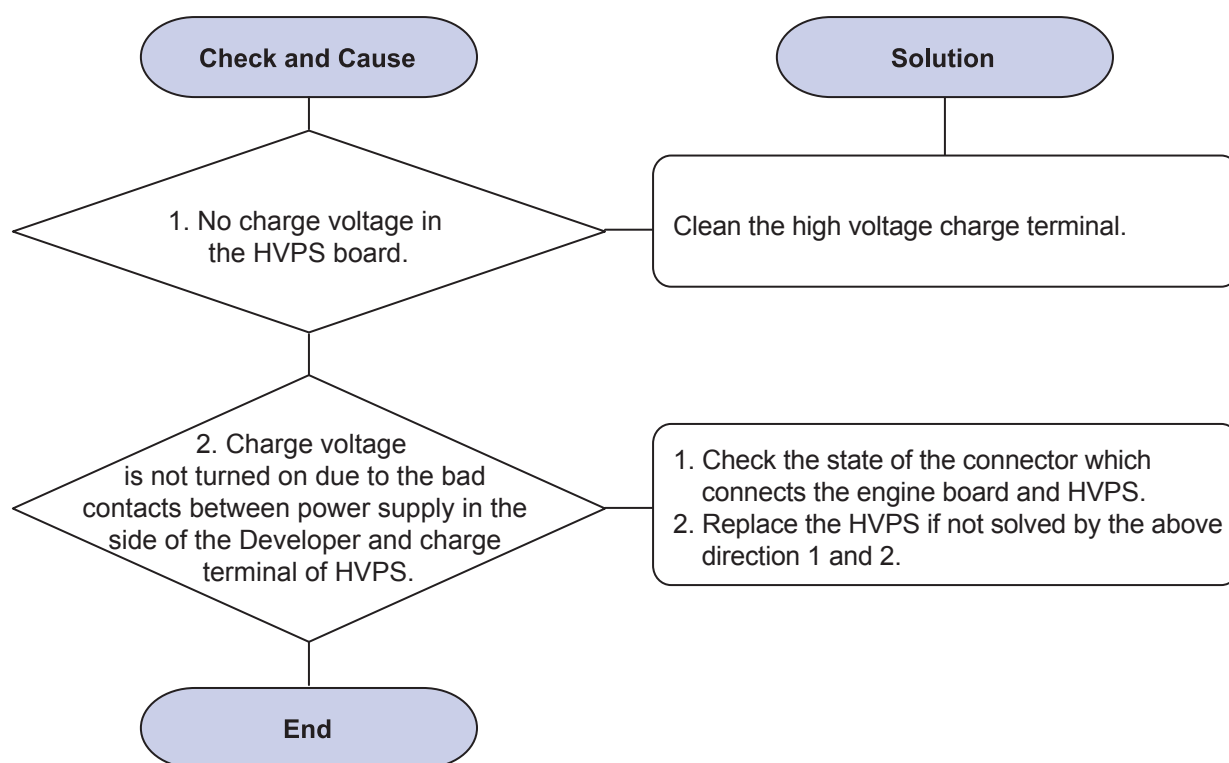 Check and Cause
Solution
1. No charge voltage in
the HVPS board.
Clean the high voltage charge terminal.
2. Charge voltage
is not turned on due to the bad
contacts between power supply in the
side of the Developer and charge
terminal of HVPS.
1. Check the state of the connector which
connects the engine board and HVPS.
2. Replace the HVPS if not solved by the above
direction 1 and 2.
End